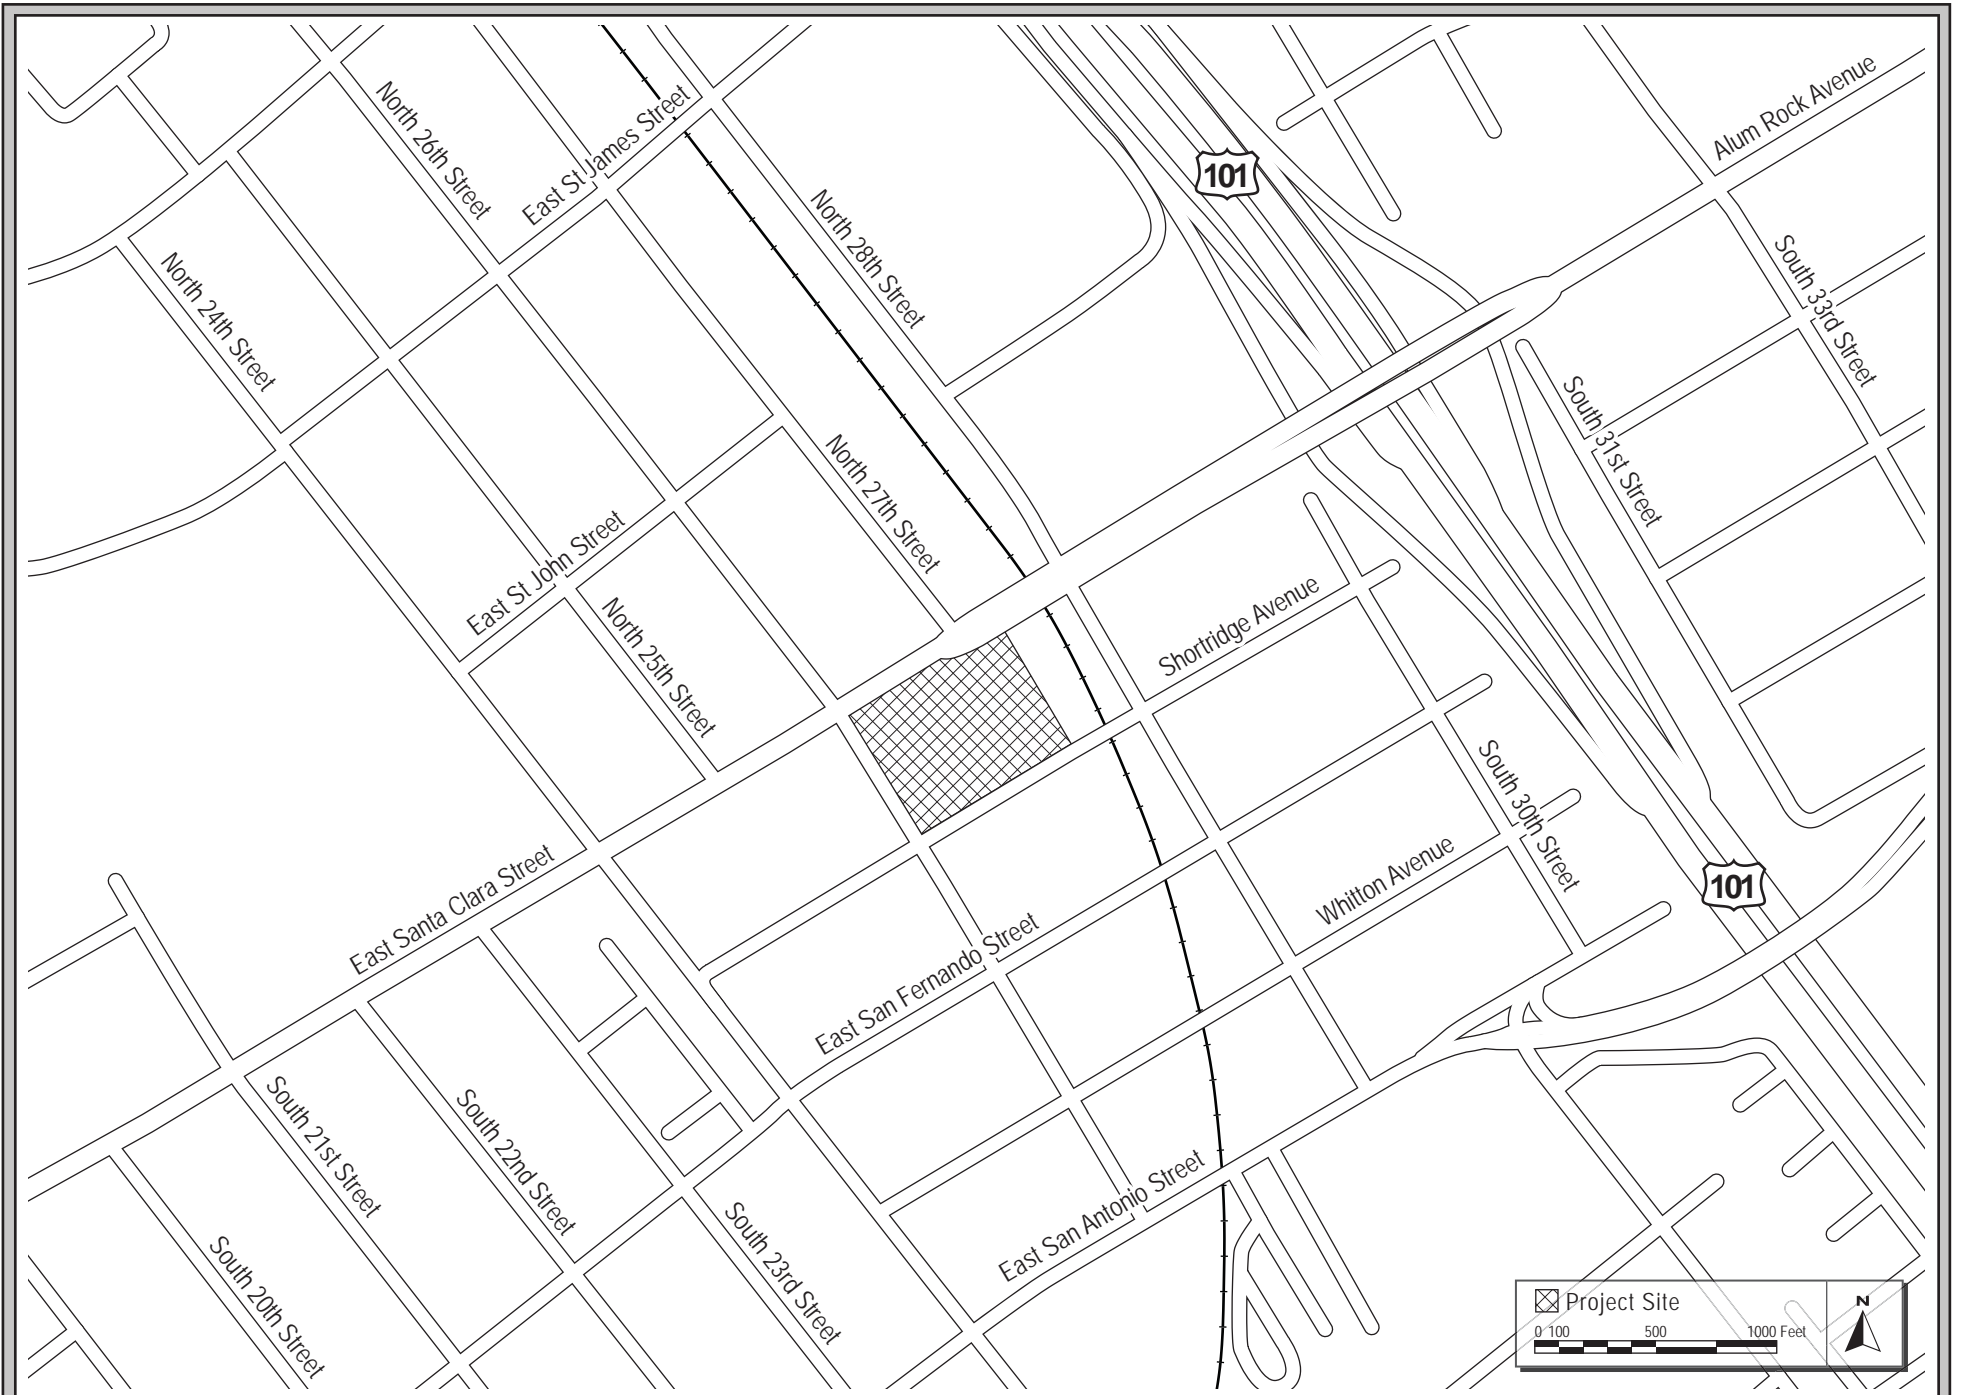 Alum Rock Avenue
North 26th Street
East St James Street
101
North 28th Street
North 24th Street
South 33rd Street
South 31st Street
North 27th Street
East St John Street
North 25th Street
Shortridge Avenue
South 30th Street
101
Whitton Avenue
East Santa Clara Street
East San Fernando Street
South 21st Street
South 22nd Street
East San Antonio Street
South 23rd Street
South 20th Street
Project Site
N
0 100 500 1000 Feet